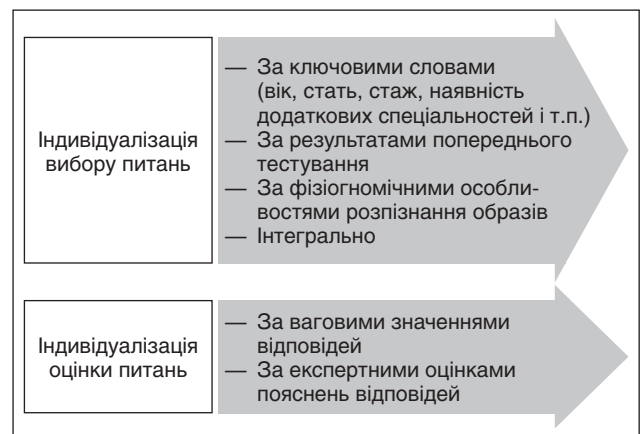 Індивідуалізація
вибору питань
— За ключовими словами
(вік, стать, стаж, наявність
додаткових спеціальностей і т.п.)
— За результатами попереднього
тестування
— За фізіогномічними особли-
востями розпізнання образів
— Інтегрально
Індивідуалізація
оцінки питань
— За ваговими значеннями
відповідей
— За експертними оцінками
пояснень відповідей